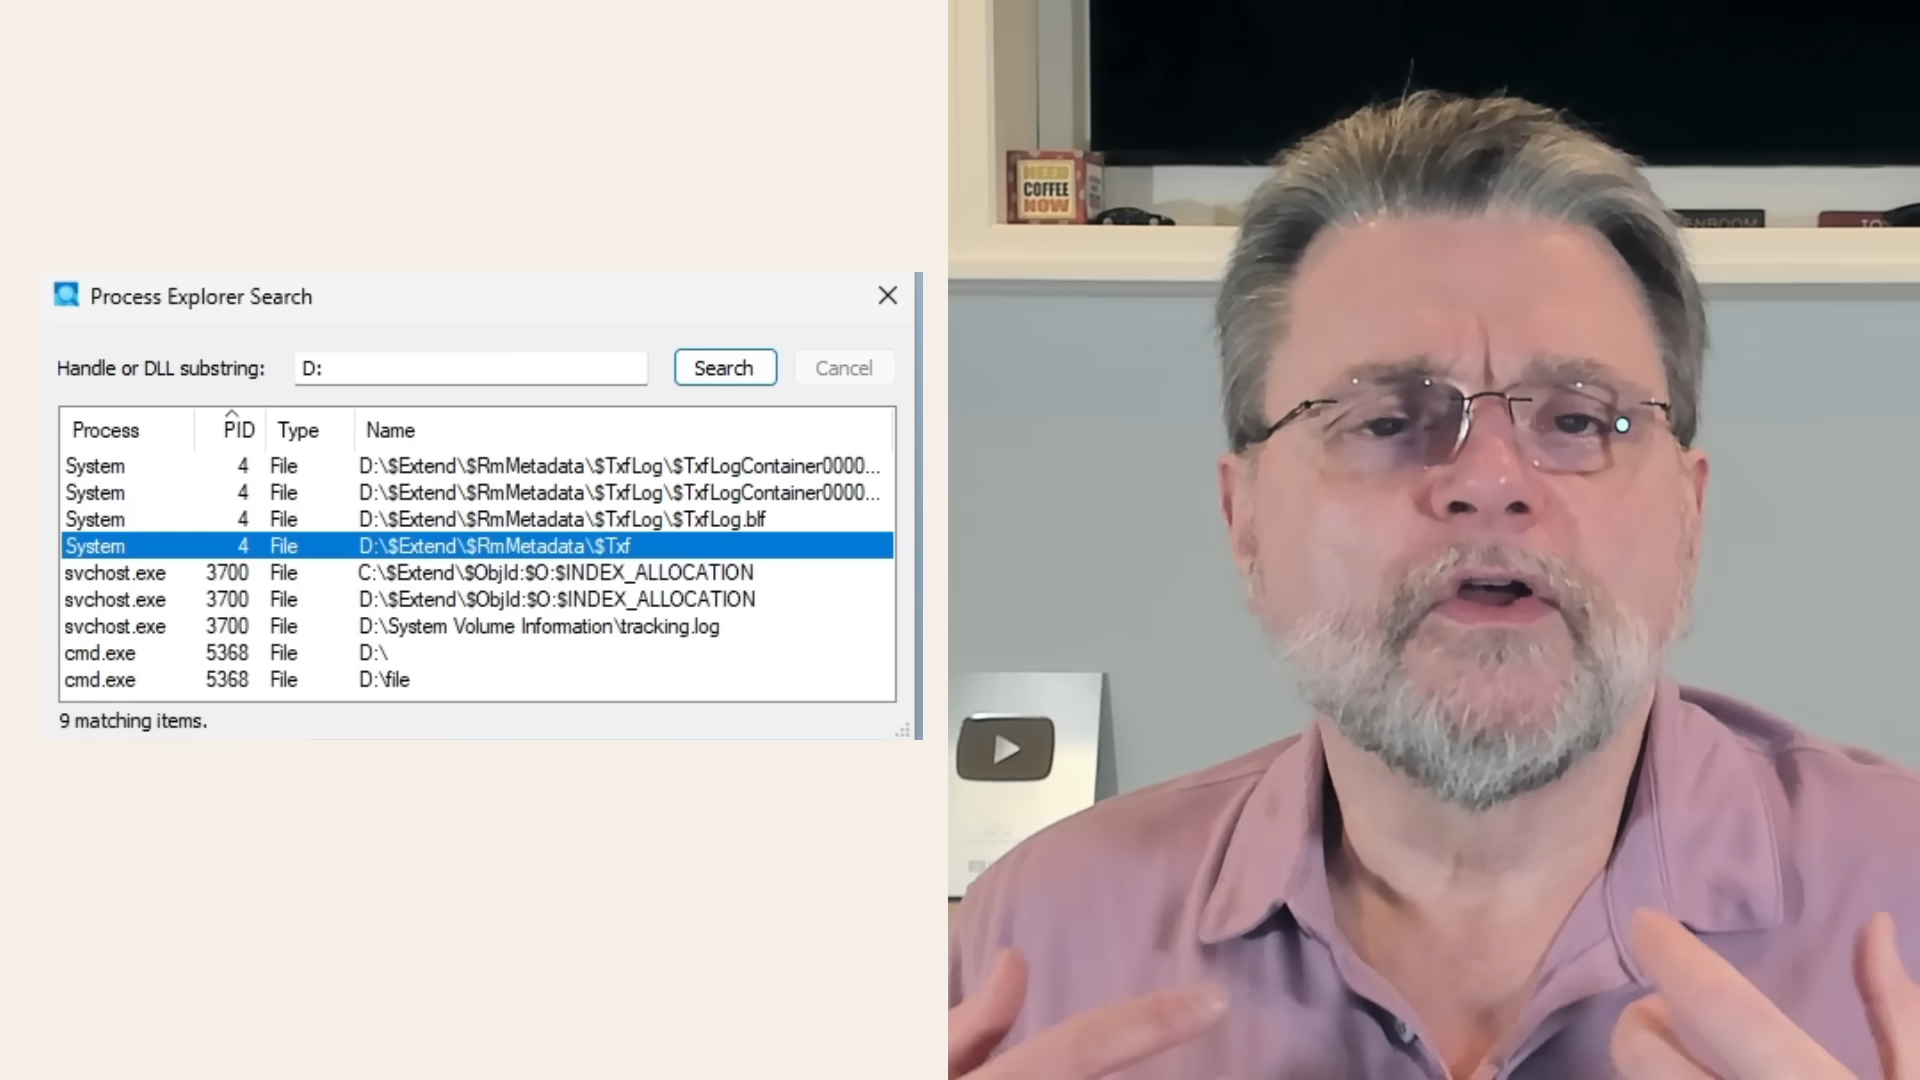 Process Explorer Search
Handle or DLL substring: D: Search Cancel
Process PID Type Name
System 4 File D:\$Extend\$RmMetadata\$TxfLog\$TxfLogContainer0000...
System 4 File D:\$Extend\$RmMetadata\$TxfLog\$TxfLogContainer0000...
System 4 File D:\$Extend\$RmMetadata\$TxfLog\$TxfLog.blf
System 4 File D:\$Extend\$RmMetadata\$Txf
svchost.exe 3700 File C:\$Extend\$ObjId:$O:$INDEX_ALLOCATION
svchost.exe 3700 File D:\$Extend\$ObjId:$O:$INDEX_ALLOCATION
svchost.exe 3700 File D:\System Volume Information\tracking.log
cmd.exe 5368 File D:\
cmd.exe 5368 File D:\file
9 matching items.
NEED
COFFEE
NOW